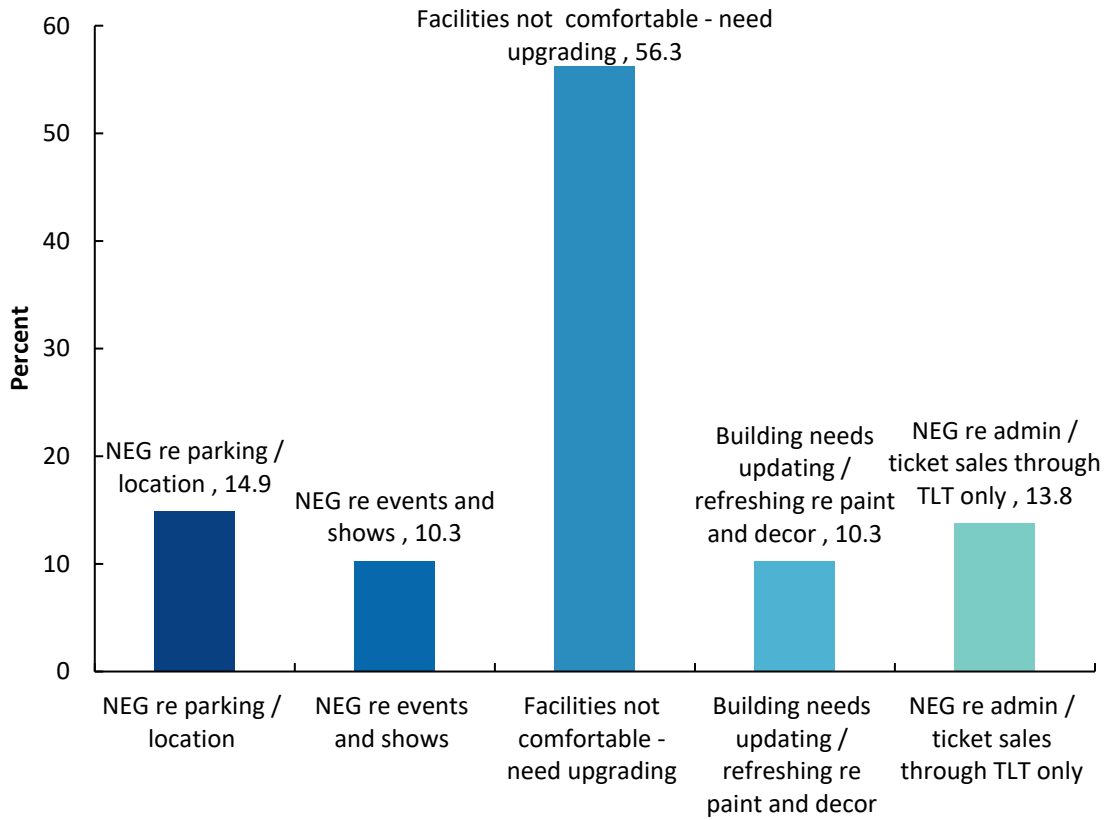 Facilities not  comfortable - need
upgrading , 56.3
60
50
40
30
20
10
0
Percent
NEG re parking /
location , 14.9
NEG re events and
shows , 10.3
Building needs
updating /
refreshing re paint
and decor , 10.3
NEG re admin /
ticket sales through
TLT only , 13.8
NEG re parking /
location
NEG re events
and shows
Facilities not
comfortable -
need upgrading
Building needs
updating /
refreshing re
paint and decor
NEG re admin /
ticket sales
through TLT only